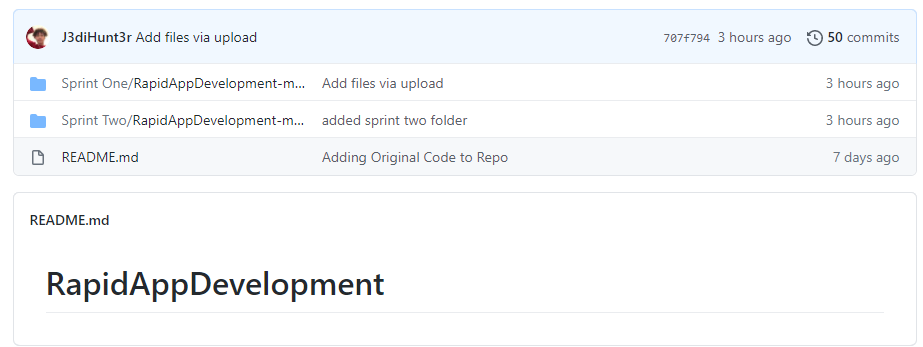 J3diHunt3r Add files via upload 707f794 3 hours ago 50 commits
Sprint One/RapidAppDevelopment-m... Add files via upload 3 hours ago
Sprint Two/RapidAppDevelopment-m... added sprint two folder 3 hours ago
README.md Adding Original Code to Repo 7 days ago
README.md
RapidAppDevelopment